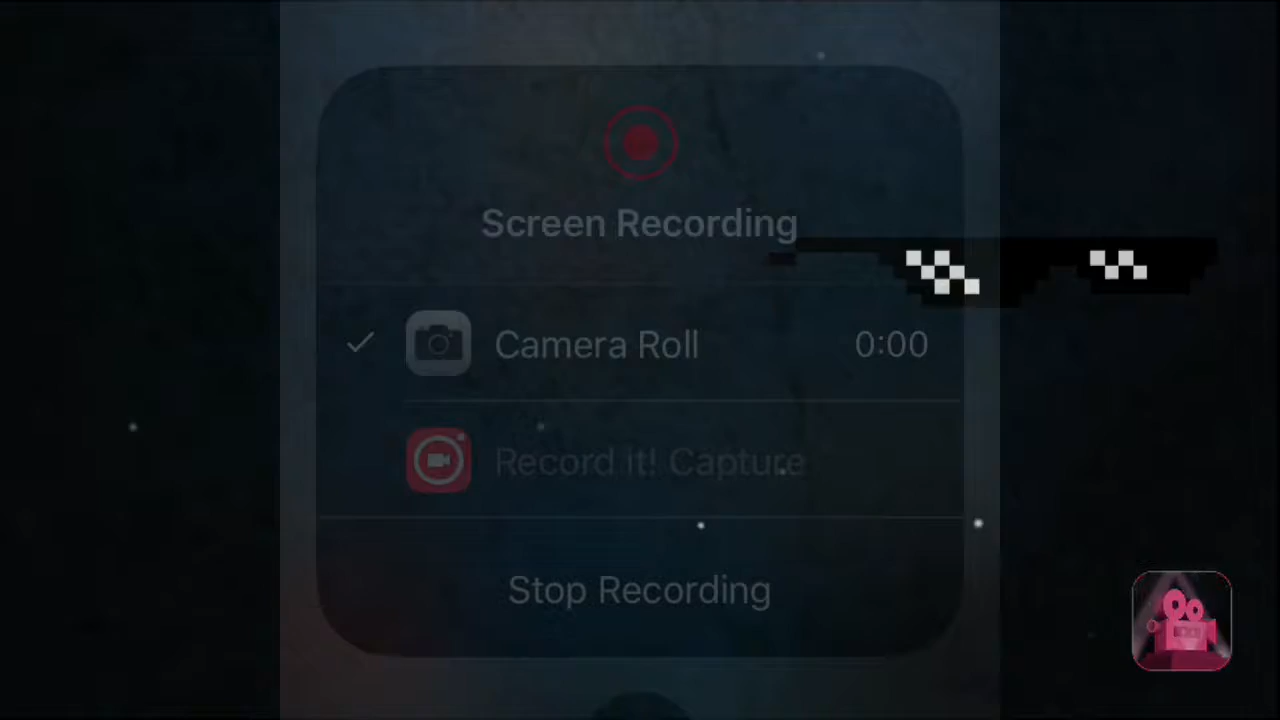 Screen Recording
Camera Roll 0:00
Record it! Capture
Stop Recording